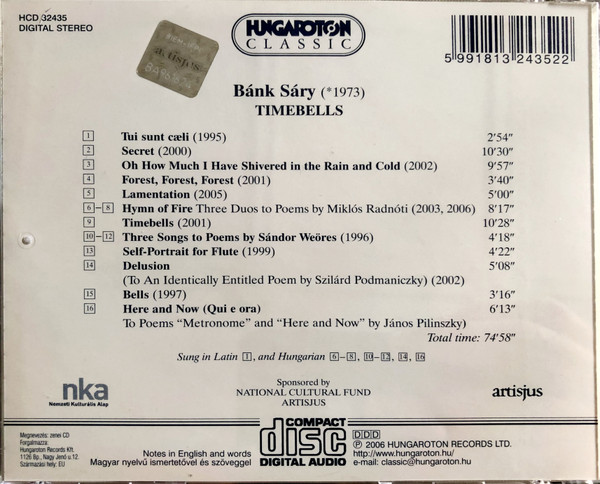 HCD 32435
DIGITAL STEREO
HUNGAROTON
CLASSIC
5 991813 243522
artisjus
Bánk Sáry (*1973)
TIMEBELLS
1 Tui sunt cæli (1995) 2’54”
2 Secret (2000) 10’30”
3 Oh How Much I Have Shivered in the Rain and Cold (2002) 9’57”
4 Forest, Forest, Forest (2001) 3’40”
5 Lamentation (2005) 5’00”
6–8 Hymn of Fire Three Duos to Poems by Miklós Radnóti (2003, 2006) 8’17”
9 Timebells (2001) 10’28”
10–12 Three Songs to Poems by Sándor Weöres (1996) 4’18”
13 Self-Portrait for Flute (1999) 4’22”
14 Delusion 5’08”
(To An Identically Entitled Poem by Szilárd Podmaniczky) (2002)
15 Bells (1997) 3’16”
16 Here and Now (Qui e ora) 6’13”
To Poems “Metronome” and “Here and Now” by János Pilinszky)
Total time: 74’58”
Sung in Latin 1, and Hungarian 6–8, 10–12, 14, 16
nka
Nemzeti Kulturális Alap
Sponsored by
NATIONAL CULTURAL FUND
ARTISJUS
artisjus
Megnevezés: zenei CD
Forgalmazza:
Hungaroton Records Kft.
1126 Bp., Nagy Jenő u.12.
Származási hely: EU
Notes in English and words
Magyar nyelvű ismertetővel és szöveggel
COMPACT
disc
DIGITAL AUDIO
DDD
℗ 2006 HUNGAROTON RECORDS LTD.
http://www.hungaroton.hu/
e-mail: classic@hungaroton.hu